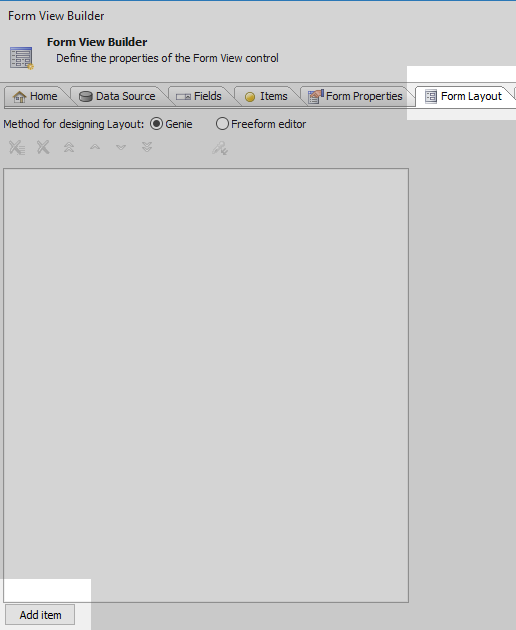 Form View Builder
Form View Builder
Define the properties of the Form View control
Home Data Source Fields Items Form Properties Form Layout
Method for designing Layout: Genie Freeform editor
Add item